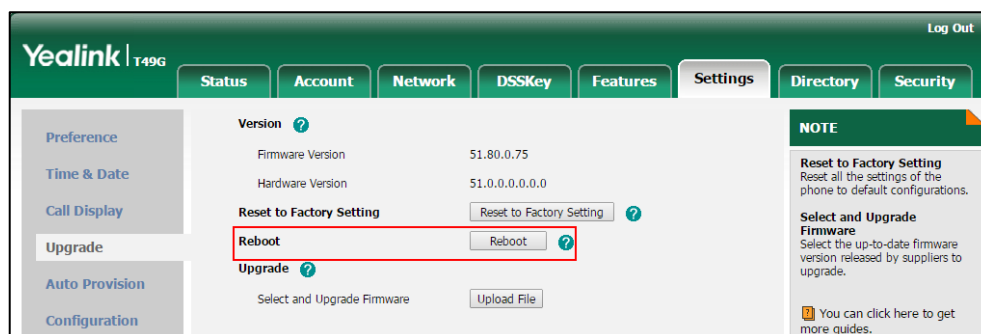 Log Out
Yealink | T49G
Status Account Network DSSKey Features Settings Directory Security
Preference
Time & Date
Call Display
Upgrade
Auto Provision
Configuration
Version ?
Firmware Version 51.80.0.75
Hardware Version 51.0.0.0.0.0.0
Reset to Factory Setting Reset to Factory Setting ?
Reboot Reboot ?
Upgrade ?
Select and Upgrade Firmware Upload File
NOTE
Reset to Factory Setting
Reset all the settings of the
phone to default configurations.
Select and Upgrade
Firmware
Select the up-to-date firmware
version released by suppliers to
upgrade.
? You can click here to get
more guides.